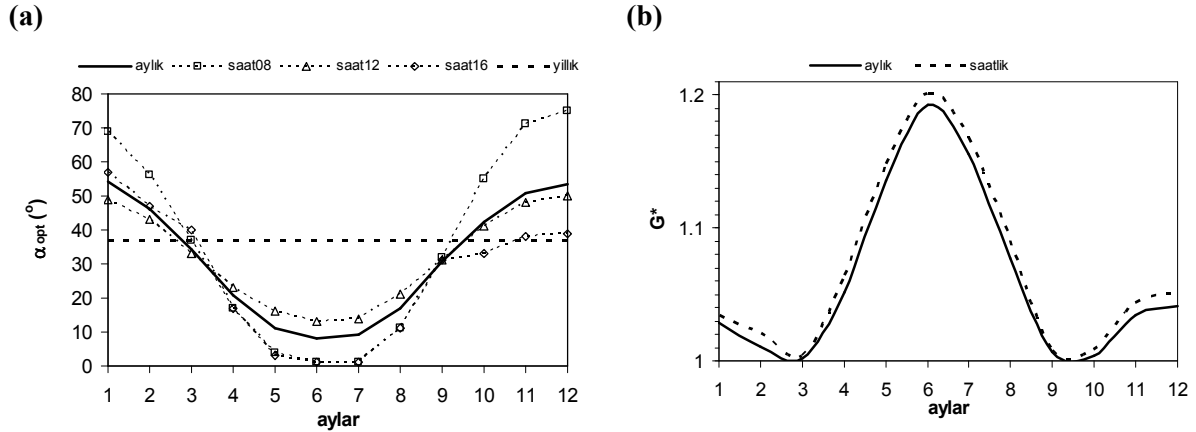 (a)
aylık saat08 saat12 saat16 yıllık
α opt (°)
80
70
60
50
40
30
20
10
0
1 2 3 4 5 6 7 8 9 10 11 12
aylar
(b)
aylık saatlik
G*
1.2
1.1
1
1 2 3 4 5 6 7 8 9 10 11 12
aylar